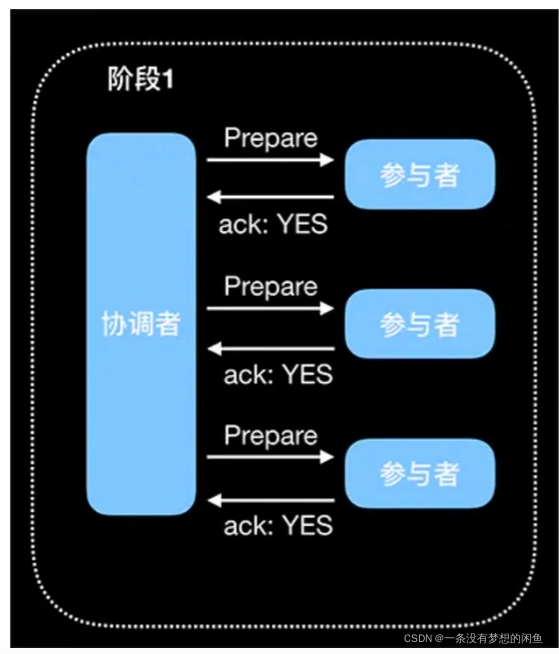 阶段1
Prepare
参与者
ack: YES
Prepare
协调者
参与者
ack: YES
Prepare
参与者
ack: YES
CSDN @一条没有梦想的闲鱼